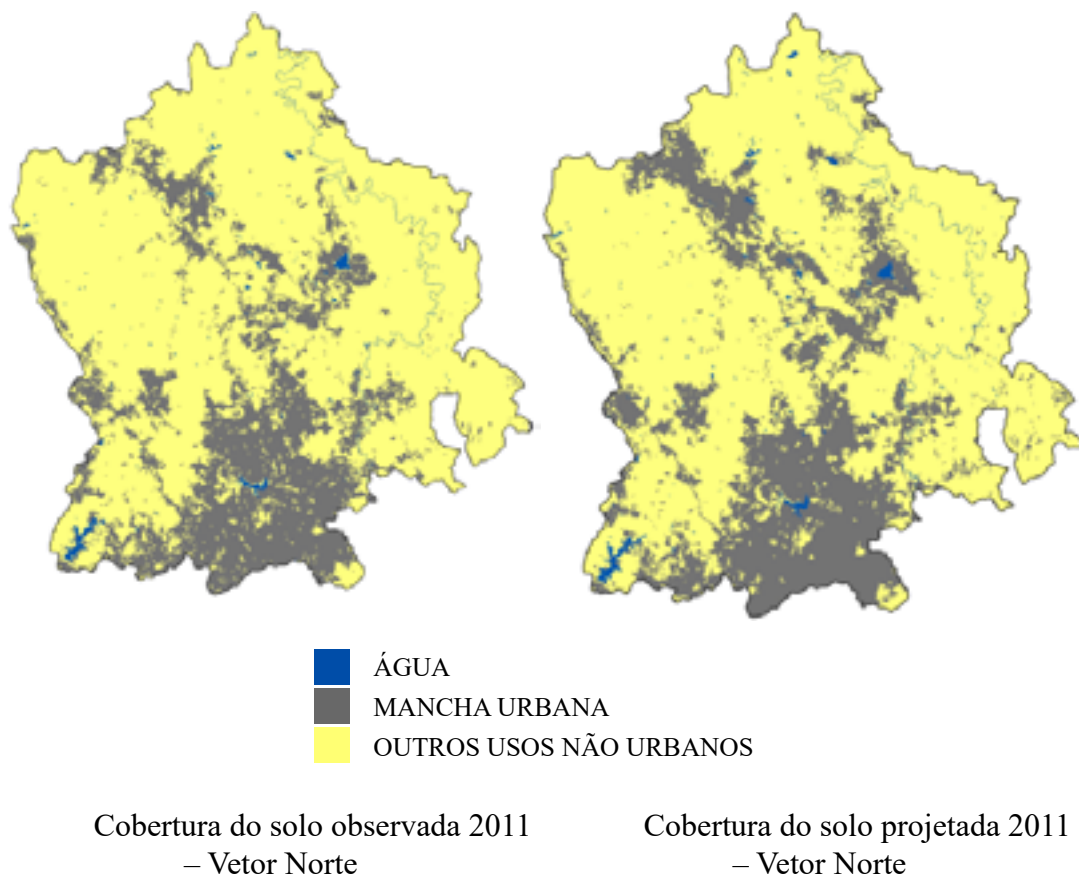 ÁGUA
MANCHA URBANA
OUTROS USOS NÃO URBANOS
Cobertura do solo observada 2011
– Vetor Norte
Cobertura do solo projetada 2011
– Vetor Norte